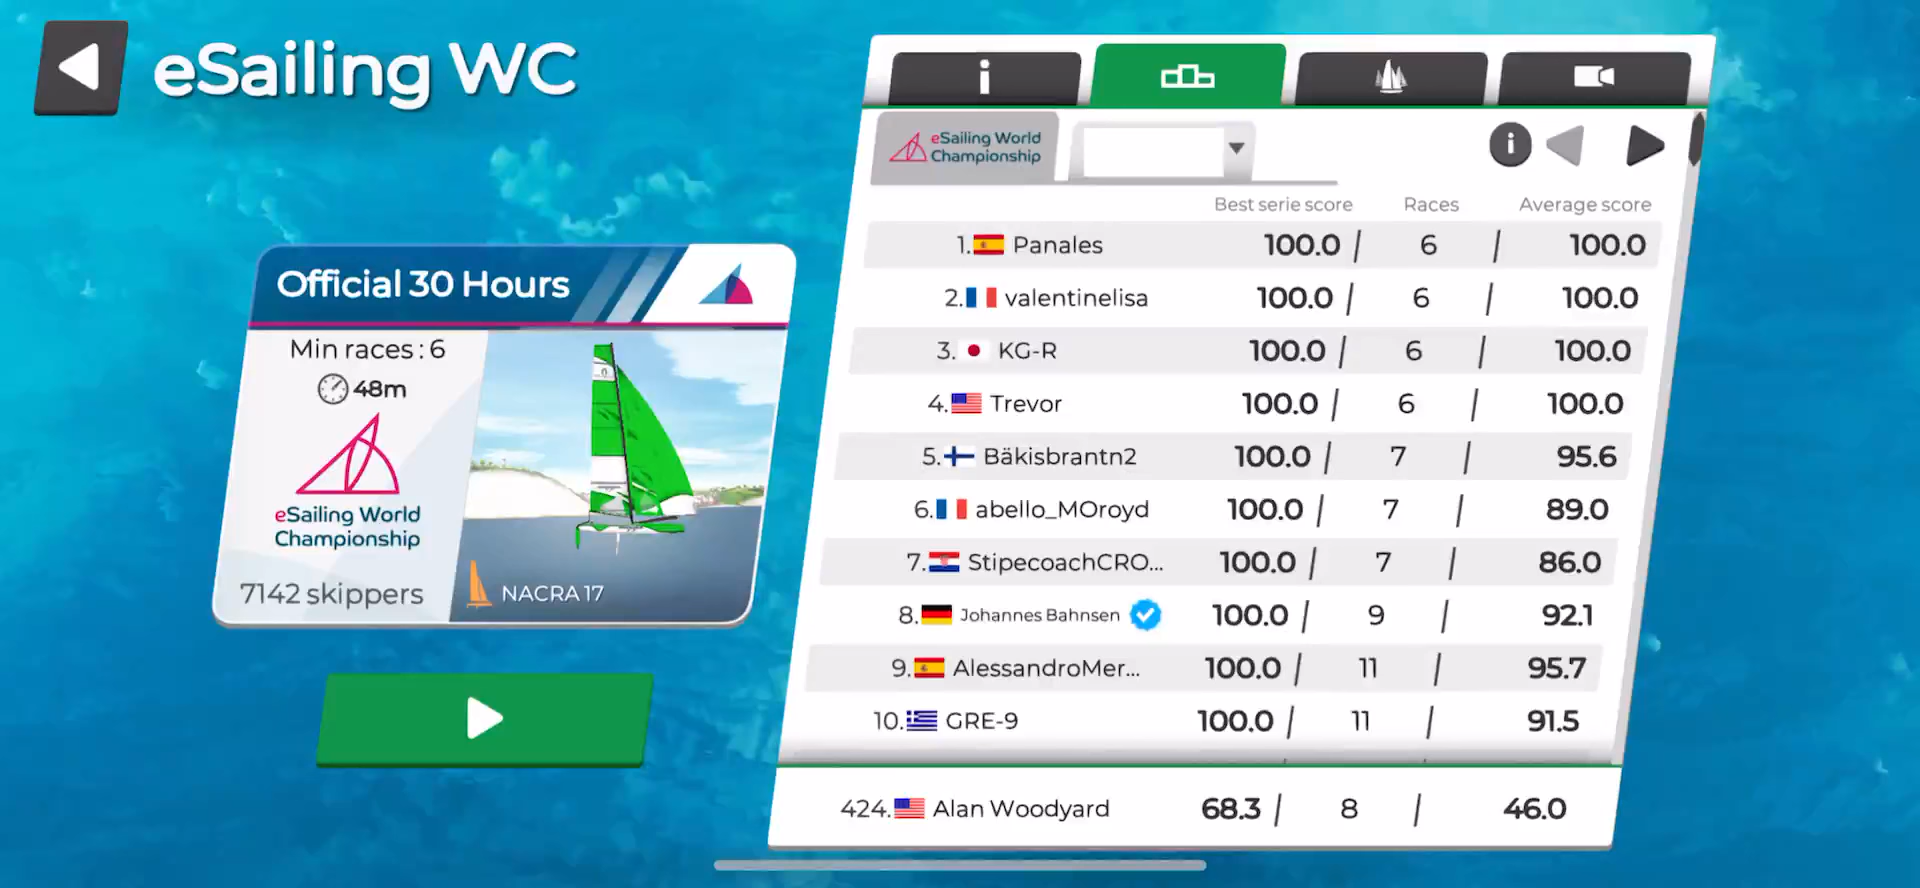 eSailing WC
eSailing World
Championship
Best serie score Races Average score
1. Panales 100.0 / 6 / 100.0
2. valentinelisa 100.0 / 6 / 100.0
3. KG-R 100.0 / 6 / 100.0
4. Trevor 100.0 / 6 / 100.0
5. Bäkisbrantn2 100.0 / 7 / 95.6
6. abello_MOroyd 100.0 / 7 / 89.0
7. StipecoachCRO... 100.0 / 7 / 86.0
8. Johannes Bahnsen 100.0 / 9 / 92.1
9. AlessandroMer... 100.0 / 11 / 95.7
10. GRE-9 100.0 / 11 / 91.5
424. Alan Woodyard 68.3 / 8 / 46.0
Official 30 Hours
Min races : 6
48m
eSailing World
Championship
7142 skippers
NACRA 17